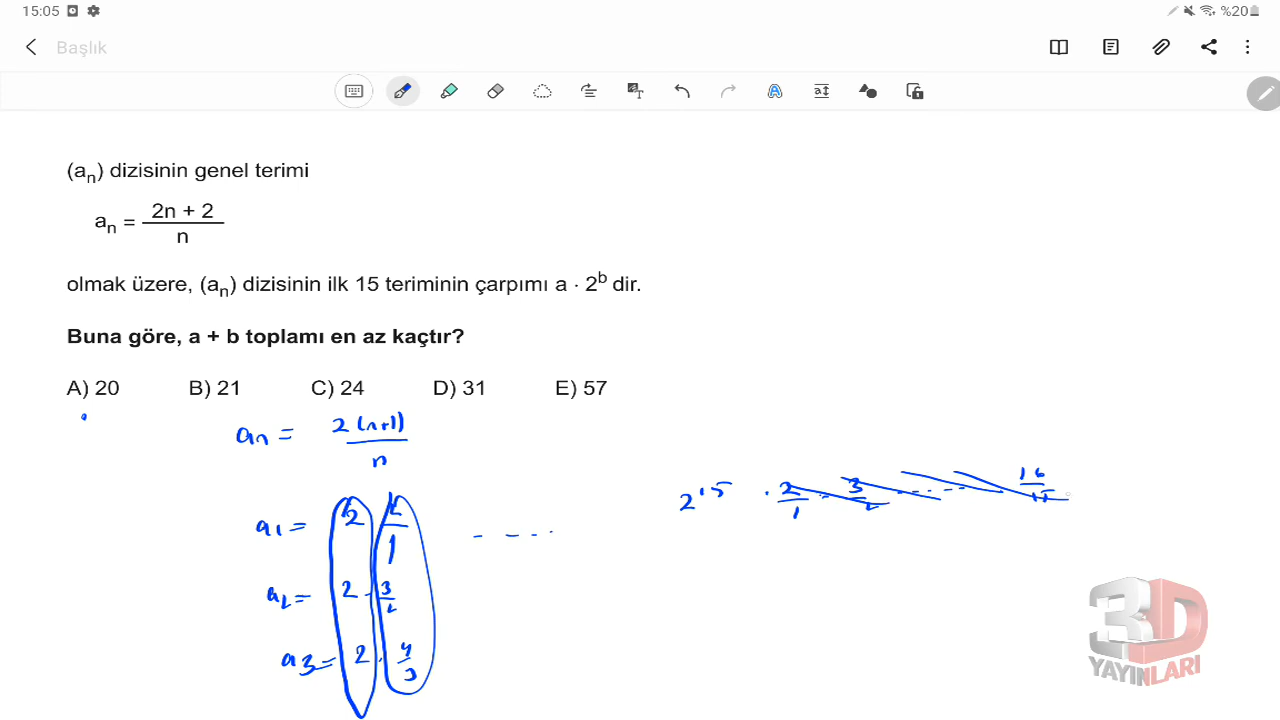 15:05 %20
Başlık
(aₙ) dizisinin genel terimi
aₙ = (2n + 2)/n
olmak üzere, (aₙ) dizisinin ilk 15 teriminin çarpımı a · 2ᵇ dir.
Buna göre, a + b toplamı en az kaçtır?
A) 20 B) 21 C) 24 D) 31 E) 57
aₙ = 2(n+1)/n
a₁ = 2 · 2/1 - - - - -
a₂ = 2 · 3/2
a₃ = 2 · 4/3
2¹⁵ · 2/1 · 3/2 - - - - 16/15
3D
YAYINLARI